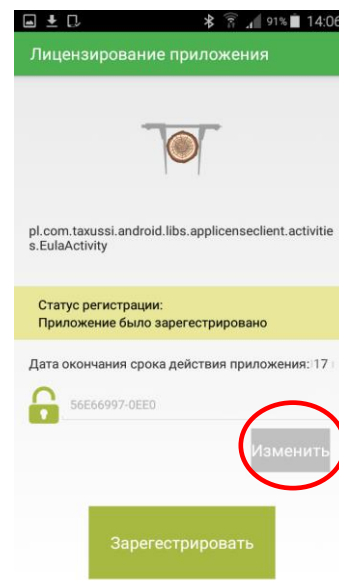 91% 14:06
Лицензирование приложения
pl.com.taxussi.android.libs.applicenseclient.activitie
s.EulaActivity
Статус регистрации:
Приложение было зарегестрировано
Дата окончания срока действия приложения: 17
56E66997-0EE0
Изменить
Зарегестрировать